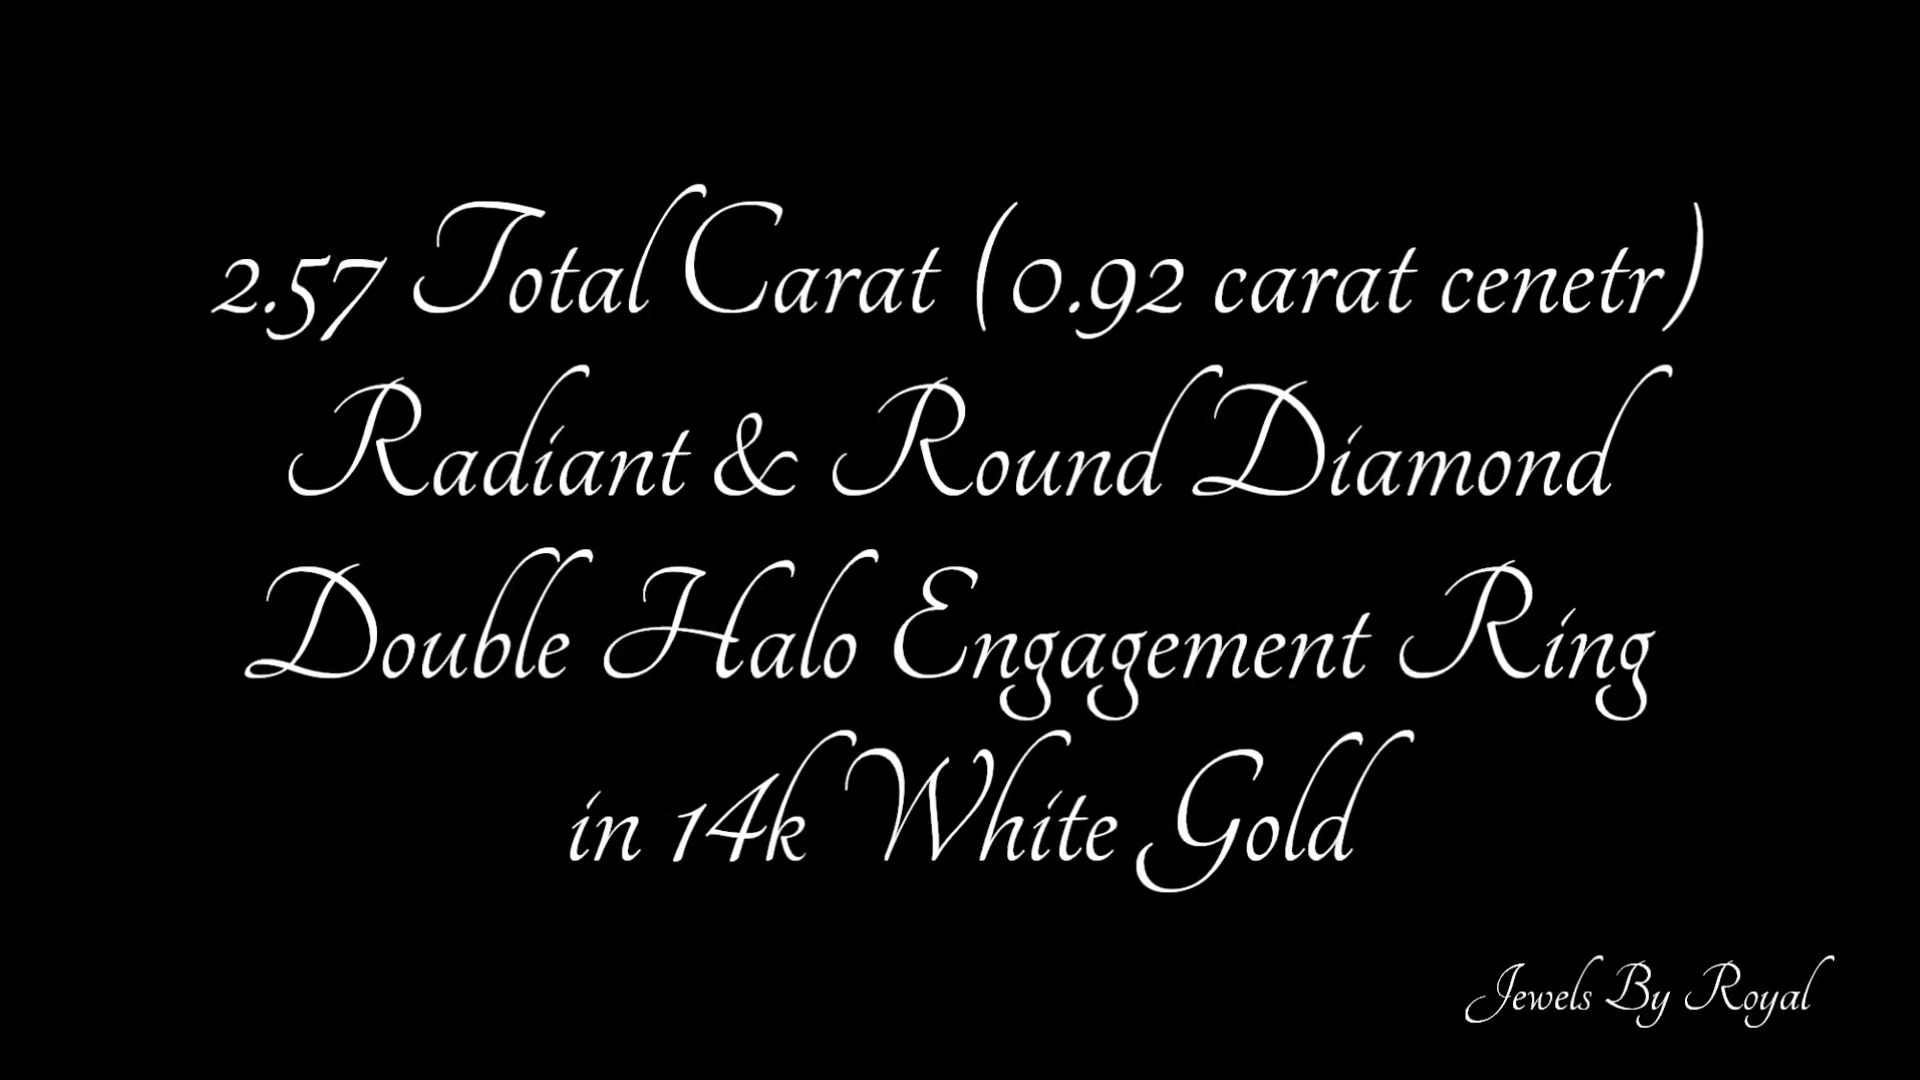 2.57 Total Carat (0.92 carat cenetr)
Radiant & Round Diamond
Double Halo Engagement Ring
in 14k White Gold
Jewels By Royal